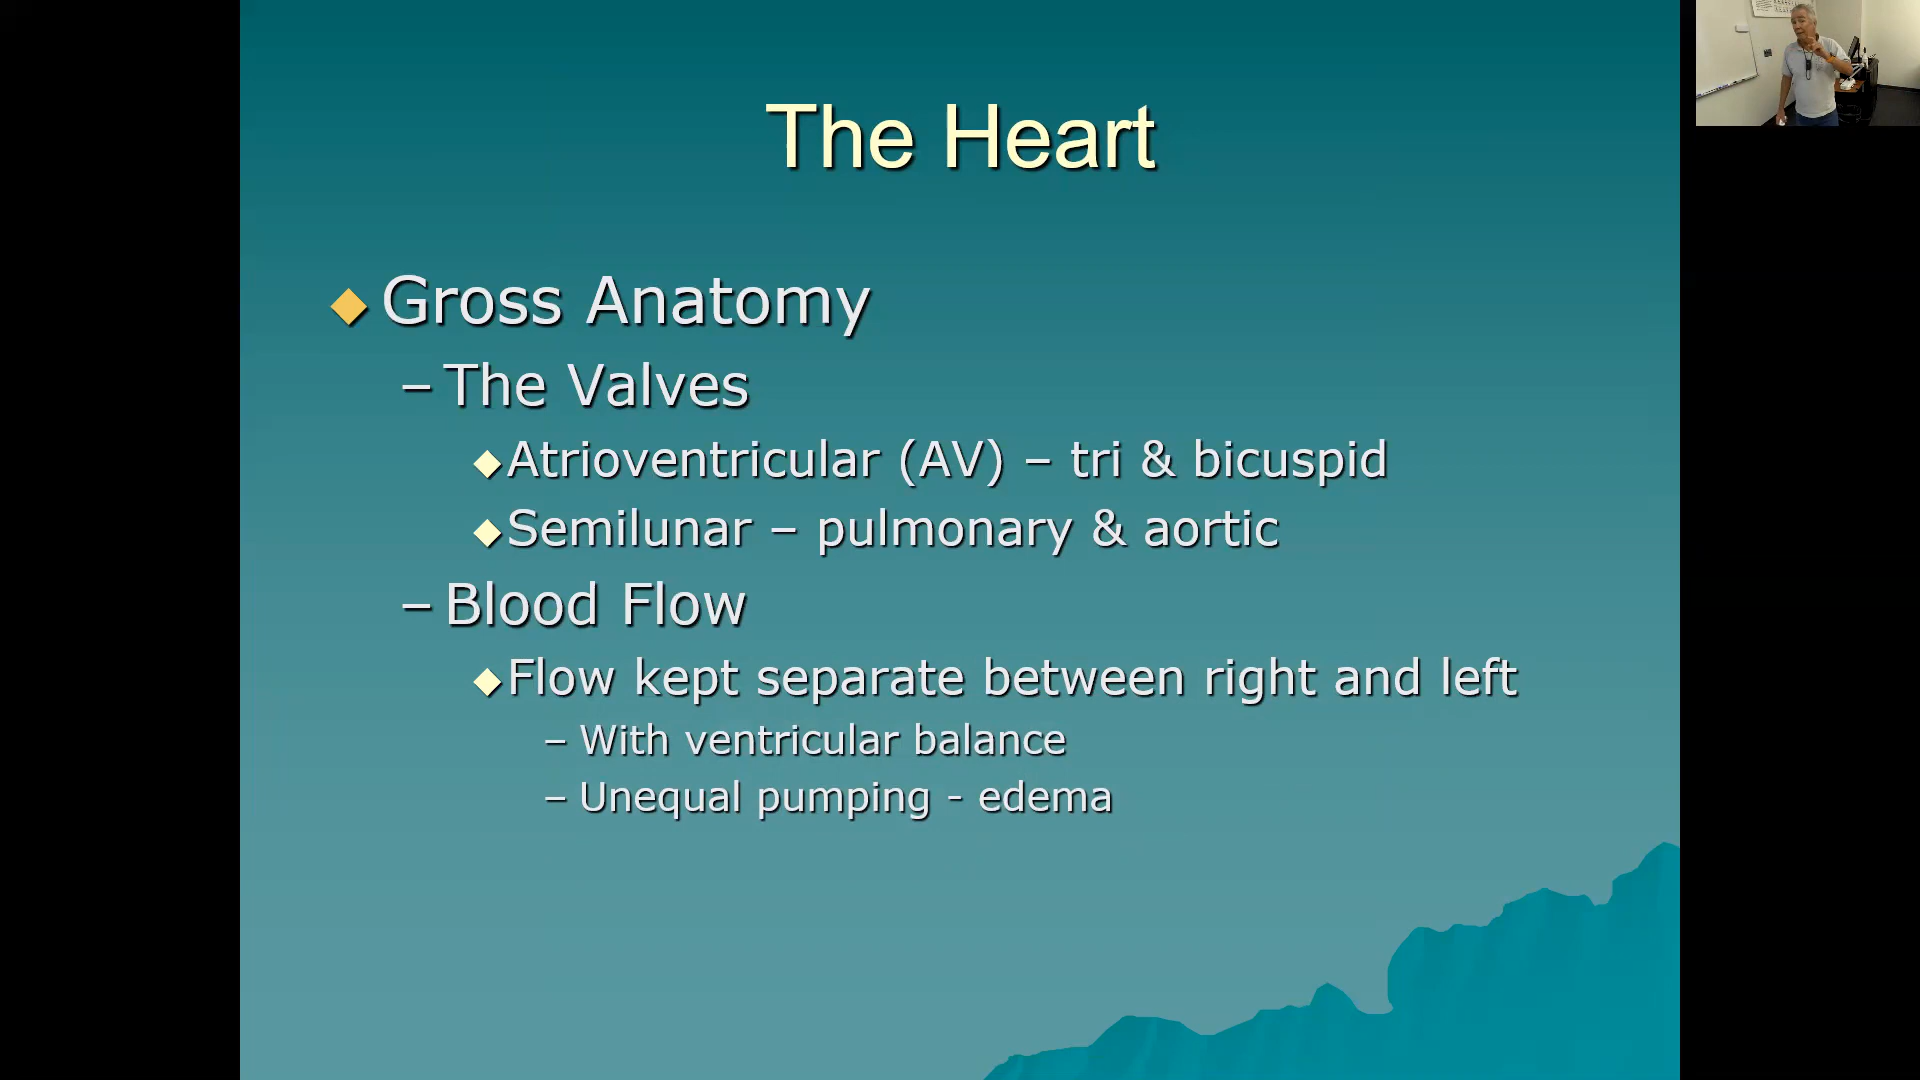 The Heart
Gross Anatomy
– The Valves
Atrioventricular (AV) – tri & bicuspid
Semilunar – pulmonary & aortic
– Blood Flow
Flow kept separate between right and left
– With ventricular balance
– Unequal pumping - edema